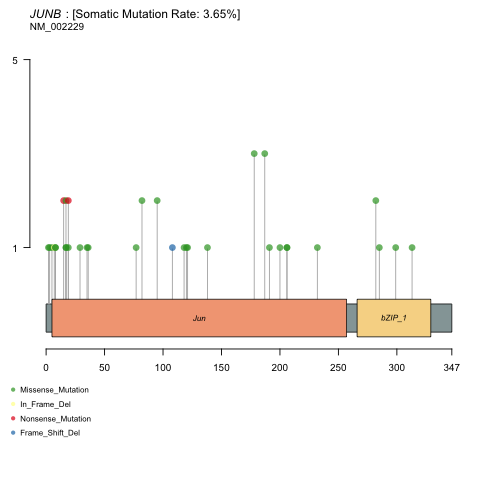 JUNB : [Somatic Mutation Rate: 3.65%]
NM_002229
5
1
Jun
bZIP_1
0 50 100 150 200 250 300 347
Missense_Mutation
In_Frame_Del
Nonsense_Mutation
Frame_Shift_Del